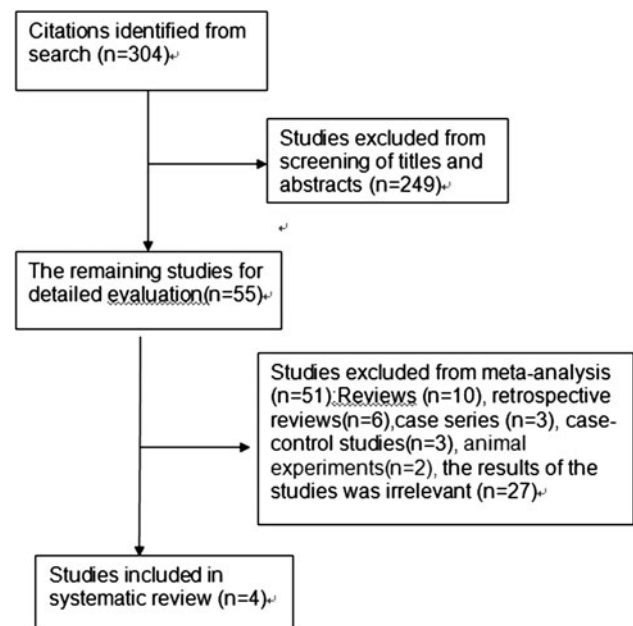 Citations identified from
search (n=304)↵
Studies excluded from
screening of titles and
abstracts (n=249)↵
↵
The remaining studies for
detailed evaluation(n=55)↵
Studies excluded from meta-analysis
(n=51):Reviews (n=10), retrospective
reviews(n=6),case series (n=3), case-
control studies(n=3), animal
experiments(n=2), the results of the
studies was irrelevant (n=27)↵
Studies included in
systematic review (n=4)↵